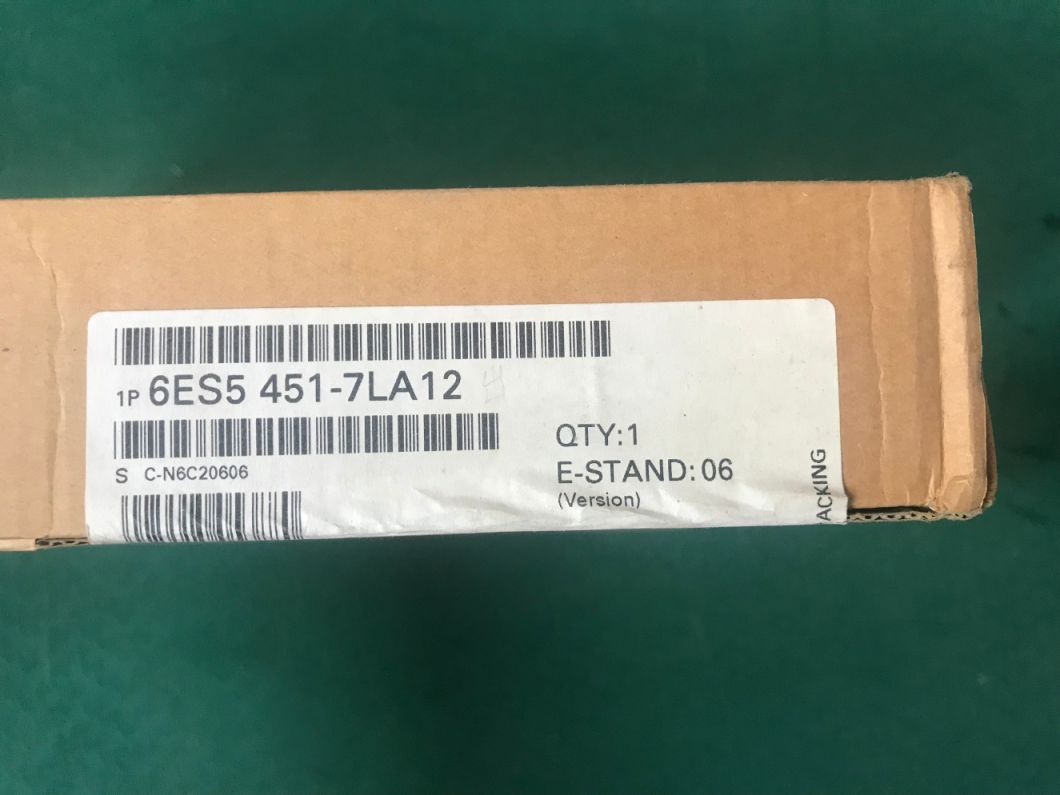 1P 6ES5 451-7LA12
S C-N6C20606
QTY:1
E-STAND: 06
(Version)
ACKING